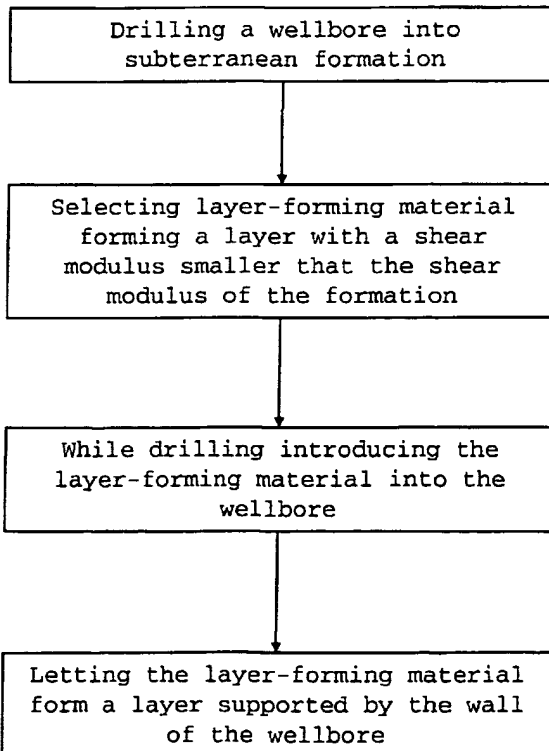 Drilling a wellbore into
subterranean formation
Selecting layer-forming material
forming a layer with a shear
modulus smaller that the shear
modulus of the formation
While drilling introducing the
layer-forming material into the
wellbore
Letting the layer-forming material
form a layer supported by the wall
of the wellbore